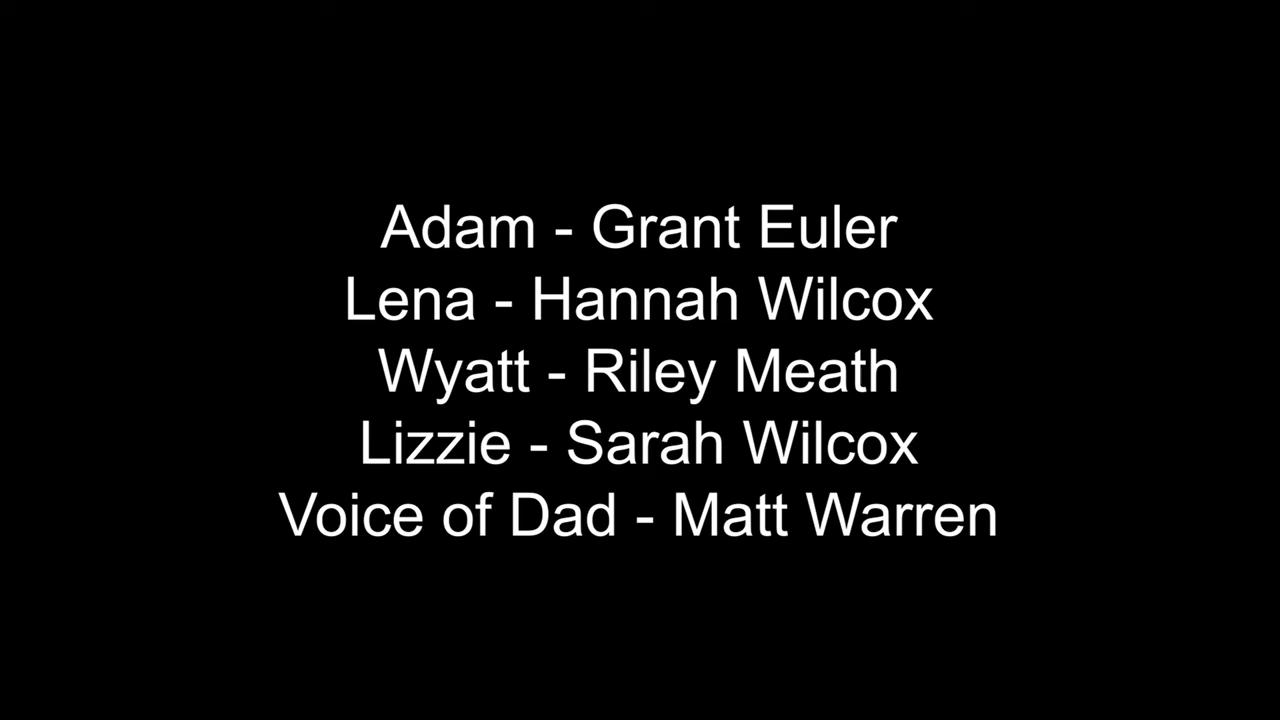 Adam - Grant Euler
Lena - Hannah Wilcox
Wyatt - Riley Meath
Lizzie - Sarah Wilcox
Voice of Dad - Matt Warren